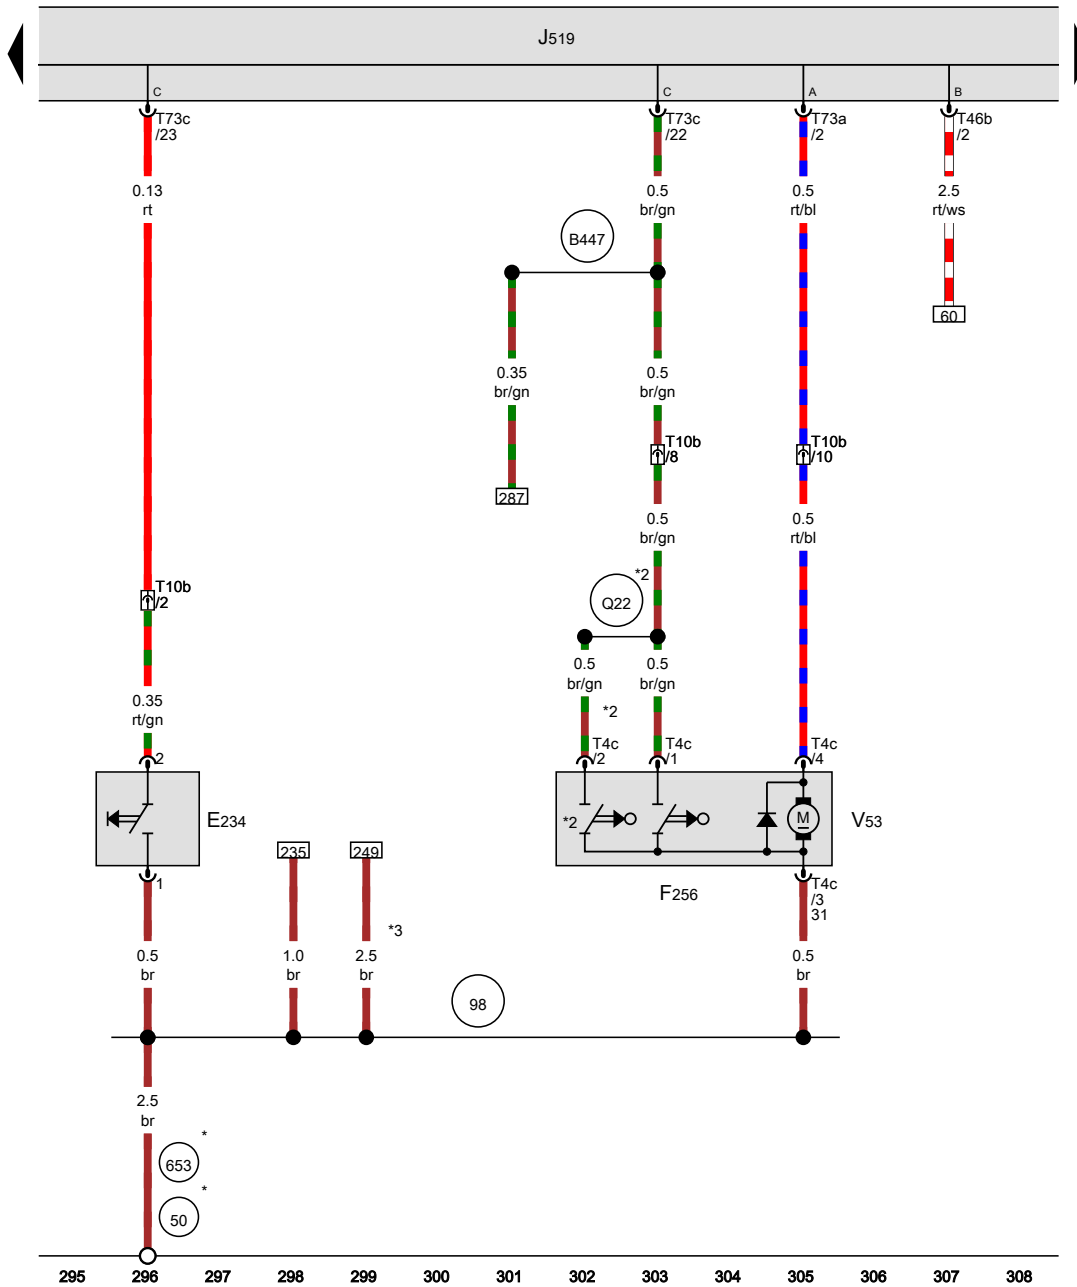 J519
C
C
A
B
T73c
/23
T73c
/22
T73a
/2
T46b
/2
0.13
rt
0.5
br/gn
0.5
rt/bl
2.5
rt/ws
B447
60
0.35
br/gn
0.5
br/gn
T10b
/8
T10b
/10
287
0.5
br/gn
0.5
rt/bl
*2
T10b
/2
Q22
0.5
br/gn
0.5
br/gn
0.35
rt/gn
*2
2
T4c
/2
T4c
/1
T4c
/4
E234
*2
M
V53
235
249
1
F256
T4c
/3
31
*3
0.5
br
1.0
br
2.5
br
0.5
br
98
2.5
br
*
653
*
50
295 296 297 298 299 300 301 302 303 304 305 306 307 308